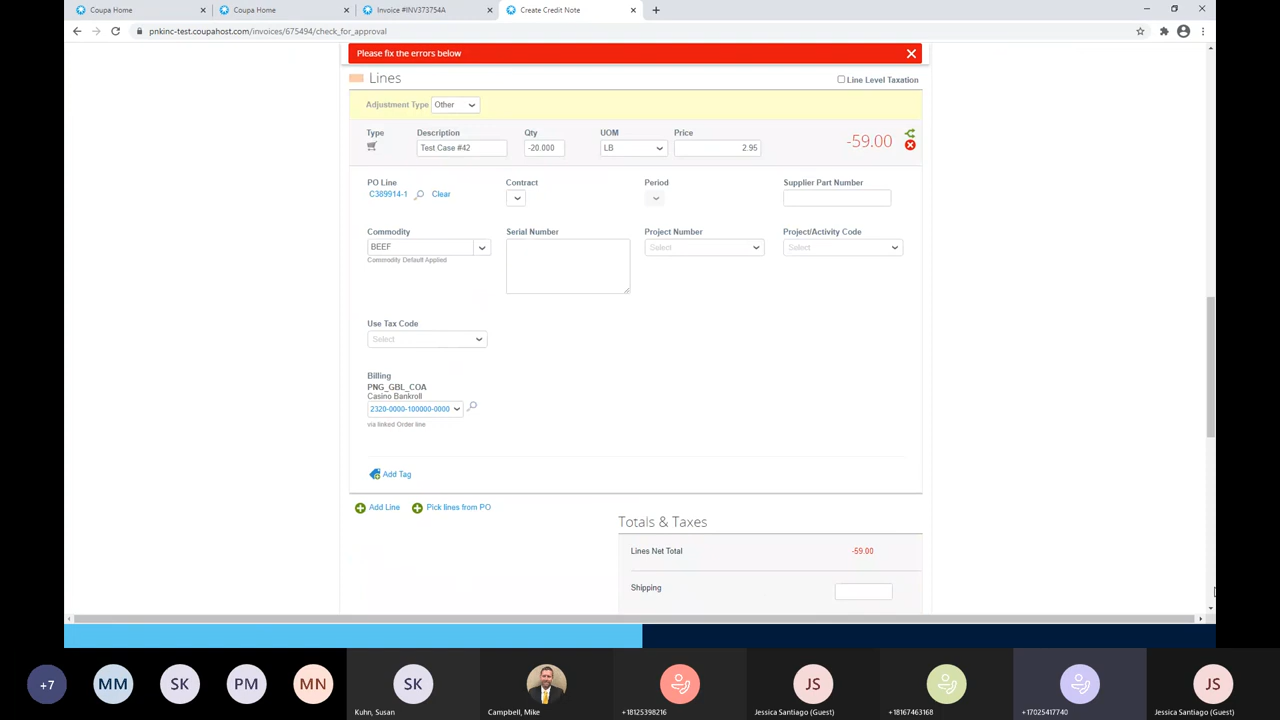 Coupa Home
Coupa Home
Invoice #INV373754A
Create Credit Note
pnkinc-test.coupahost.com/invoices/675494/check_for_approval
Please fix the errors below
Lines
Line Level Taxation
Adjustment Type
Other
Type
Description
Qty
UOM
Price
Test Case #42
-20.000
LB
2.95
-59.00
PO Line
Contract
Period
Supplier Part Number
C389914-1
Clear
Commodity
Serial Number
Project Number
Project/Activity Code
BEEF
Select
Select
Commodity Default Applied
Use Tax Code
Select
Billing
PNG_GBL_COA
Casino Bankroll
2320-0000-100000-0000
via linked Order line
Add Tag
Add Line
Pick lines from PO
Totals & Taxes
Lines Net Total
-59.00
Shipping
+7
MM
SK
PM
MN
SK
JS
JS
Kuhn, Susan
Campbell, Mike
+18125398216
Jessica Santiago (Guest)
+18167463168
+17025417740
Jessica Santiago (Guest)